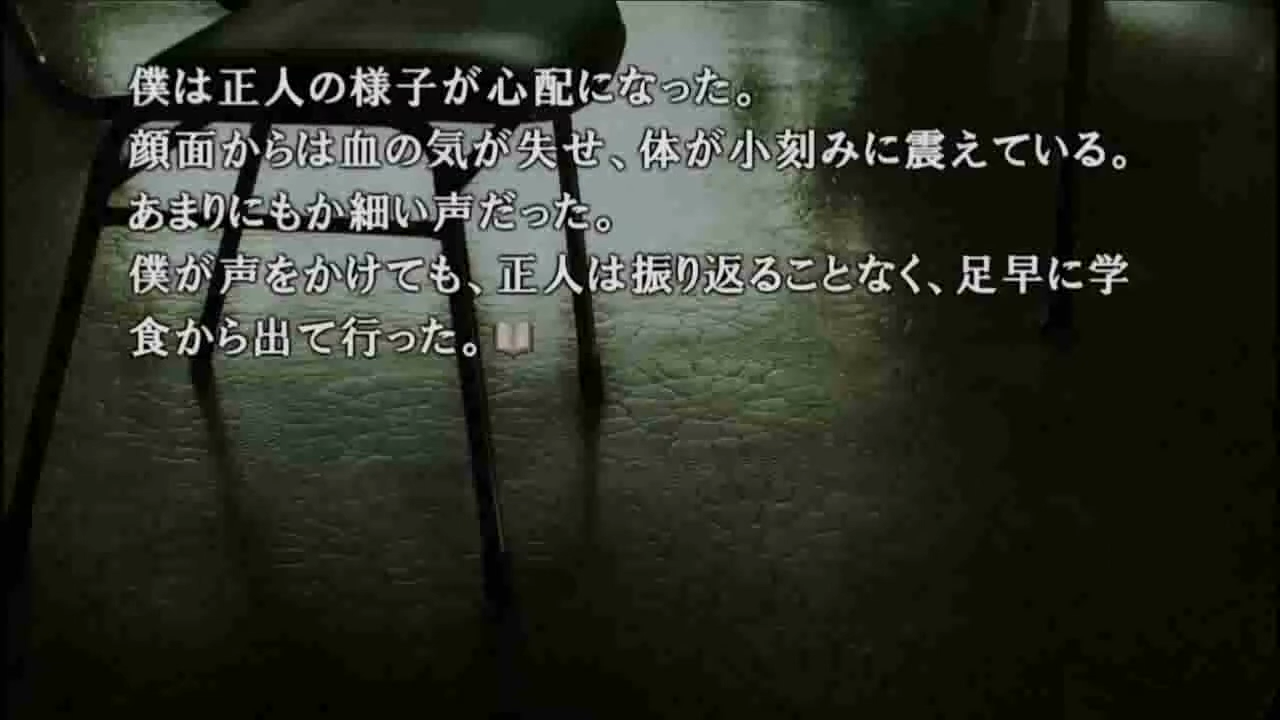 僕は正人の様子が心配になった。
顔面からは血の気が失せ、体が小刻みに震えている。
あまりにもか細い声だった。
僕が声をかけても、正人は振り返ることなく、足早に学
食から出て行った。